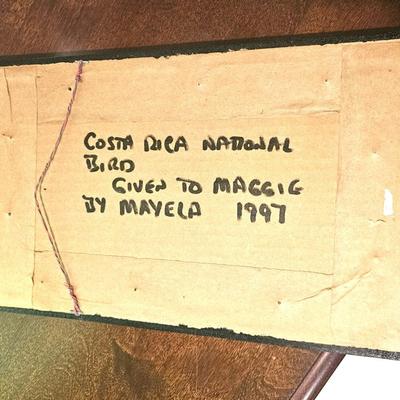 COSTA RICA NATIONAL
BIRD
GIVEN TO MAGGIE
BY MAYELA 1997